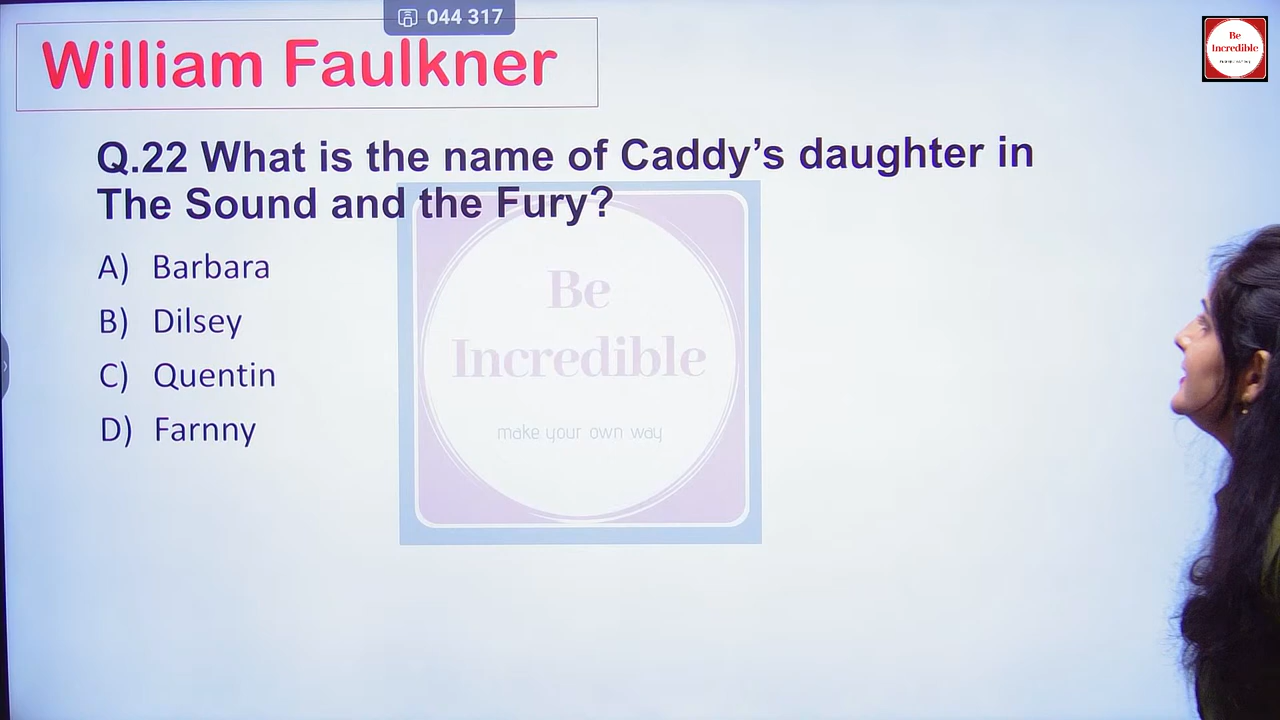 044 317
William Faulkner
Be
Incredible
Q.22 What is the name of Caddy's daughter in
The Sound and the Fury?
A) Barbara
B) Dilsey
C) Quentin
D) Farnny
Be
Incredible
make your own way